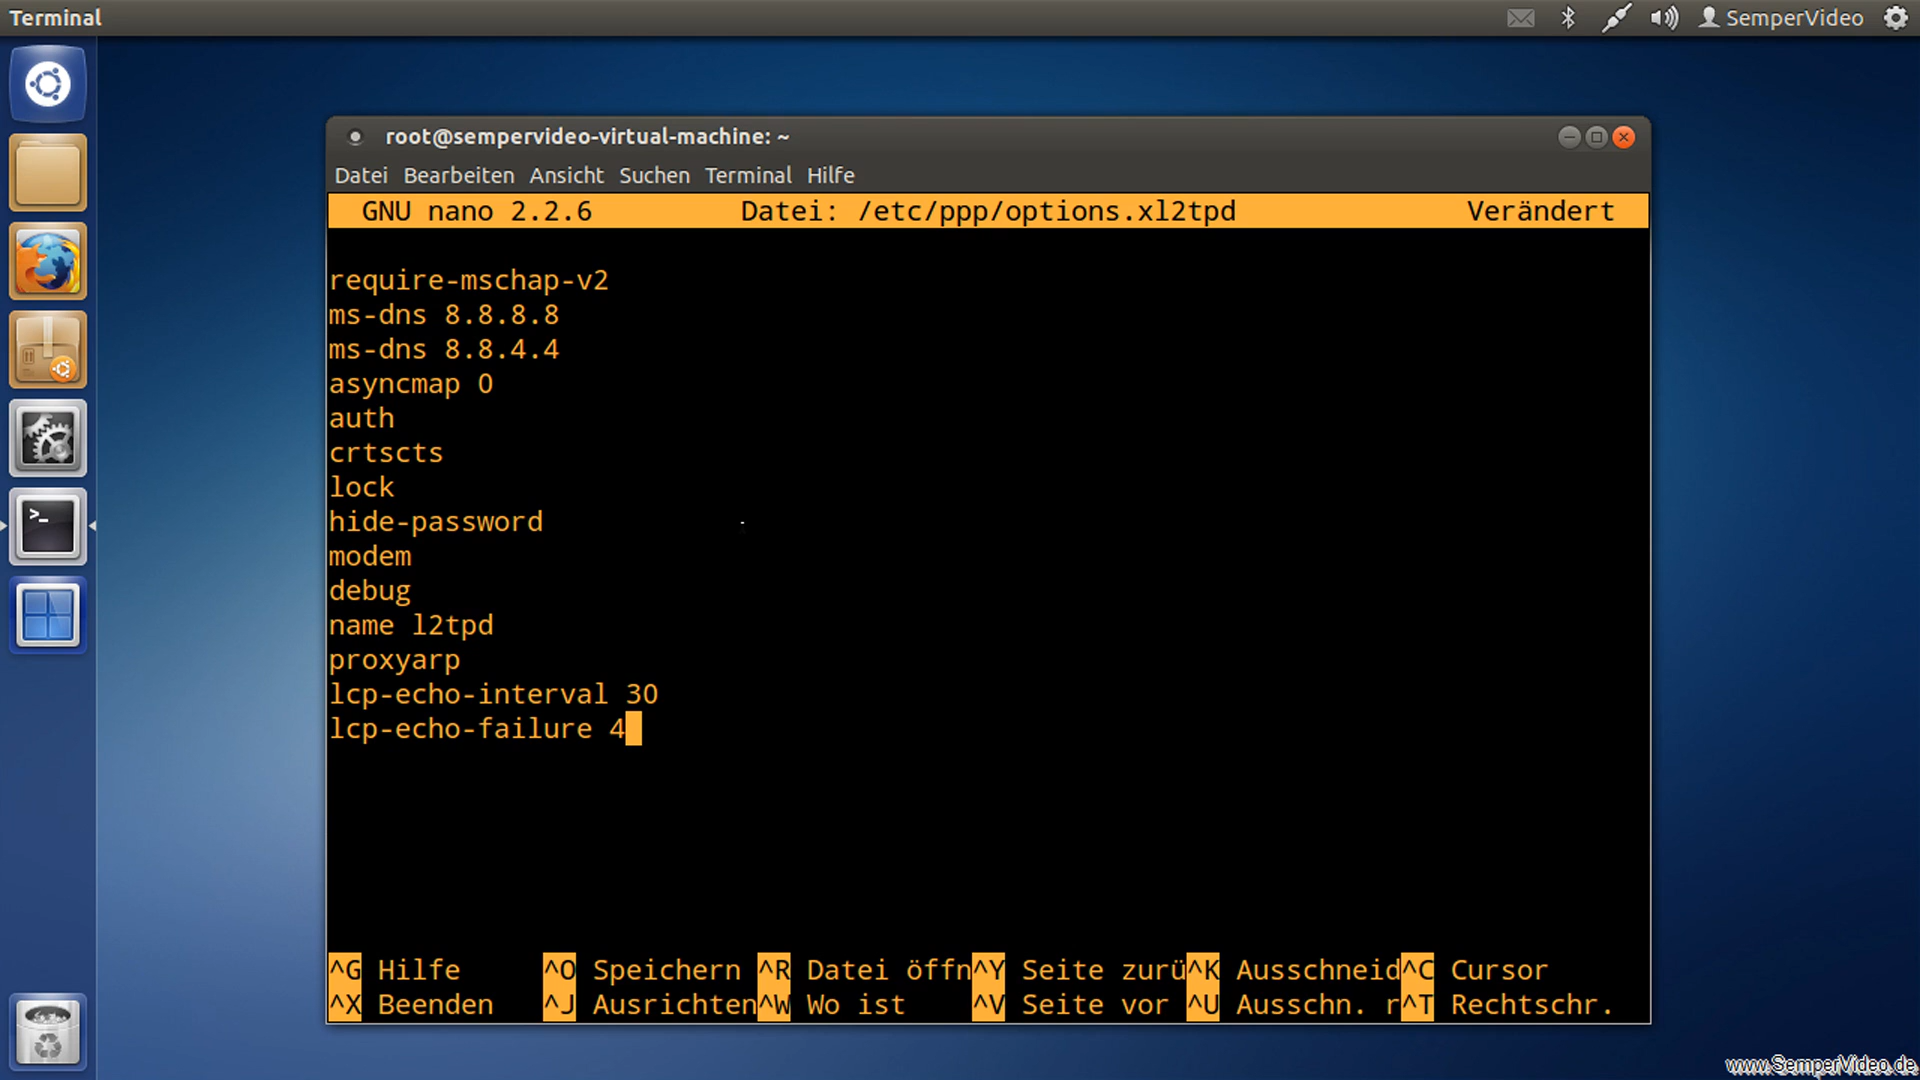 Terminal
SemperVideo
root@sempervideo-virtual-machine: ~
Datei Bearbeiten Ansicht Suchen Terminal Hilfe
GNU nano 2.2.6 Datei: /etc/ppp/options.xl2tpd Verändert
require-mschap-v2
ms-dns 8.8.8.8
ms-dns 8.8.4.4
asyncmap 0
auth
crtscts
lock
hide-password
modem
debug
name l2tpd
proxyarp
lcp-echo-interval 30
lcp-echo-failure 4
^G Hilfe ^O Speichern ^R Datei öffn^Y Seite zurü^K Ausschneid^C Cursor
^X Beenden ^J Ausrichten^W Wo ist ^V Seite vor ^U Ausschn. r^T Rechtschr.
www.SemperVideo.de